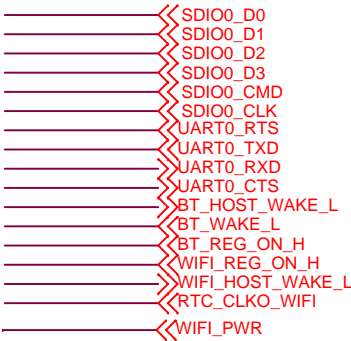 SDIO0_D0
SDIO0_D1
SDIO0_D2
SDIO0_D3
SDIO0_CMD
SDIO0_CLK
UART0_RTS
UART0_TXD
UART0_RXD
UART0_CTS
BT_HOST_WAKE_L
BT_WAKE_L
BT_REG_ON_H
WIFI_REG_ON_H
WIFI_HOST_WAKE_L
RTC_CLKO_WIFI
WIFI_PWR